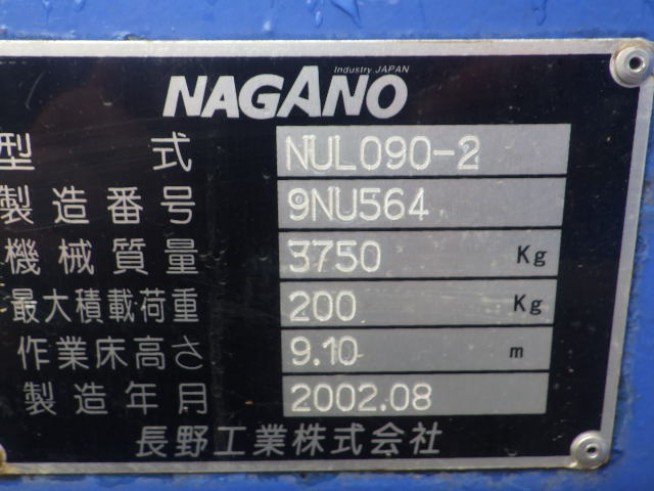 Industry.JAPAN
NAGANO
型式 NUL090-2
製造番号 9NU564
機械質量 3750 Kg
最大積載荷重 200 Kg
作業床高さ 9.10 m
製造年月 2002.08
長野工業株式会社